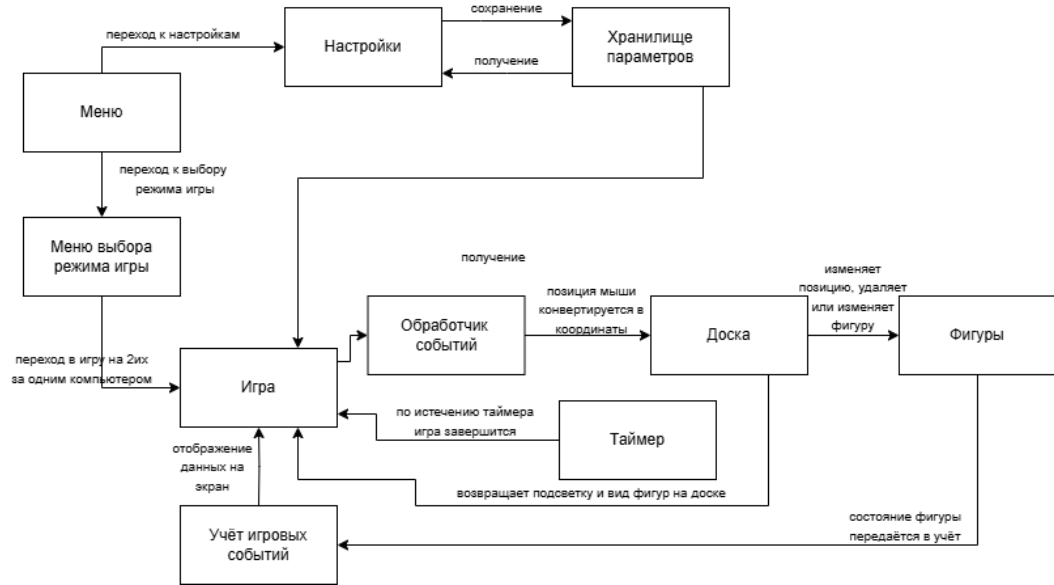 сохранение
переход к настройкам
Настройки
Хранилище
параметров
получение
Меню
переход к выбору
режима игры
Меню выбора
режима игры
получение
изменяет
позицию, удаляет
или изменяет
фигуру
позиция мыши
конвертируется в
координаты
Обработчик
событий
Доска
Фигуры
переход в игру на 2их
за одним компьютером
Игра
по истечению таймера
игра завершится
Таймер
отображение
данных на
экран
возвращает подсветку и вид фигур на доске
Учёт игровых
событий
состояние фигуры
передаётся в учёт